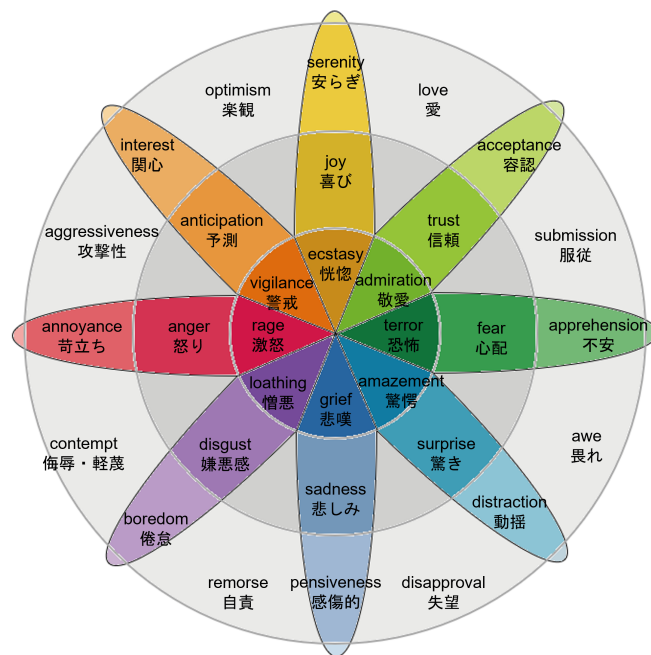 serenity
安らぎ
optimism
楽観
love
愛
interest
関心
acceptance
容認
joy
喜び
anticipation
予測
trust
信頼
aggressiveness
攻撃性
submission
服従
ecstasy
恍惚
vigilance
警戒
admiration
敬愛
annoyance
苛立ち
anger
怒り
rage
激怒
terror
恐怖
fear
心配
apprehension
不安
loathing
憎悪
amazement
驚愕
grief
悲嘆
contempt
侮辱・軽蔑
disgust
嫌悪感
surprise
驚き
awe
畏れ
sadness
悲しみ
boredom
倦怠
distraction
動揺
remorse
自責
pensiveness
感傷的
disapproval
失望